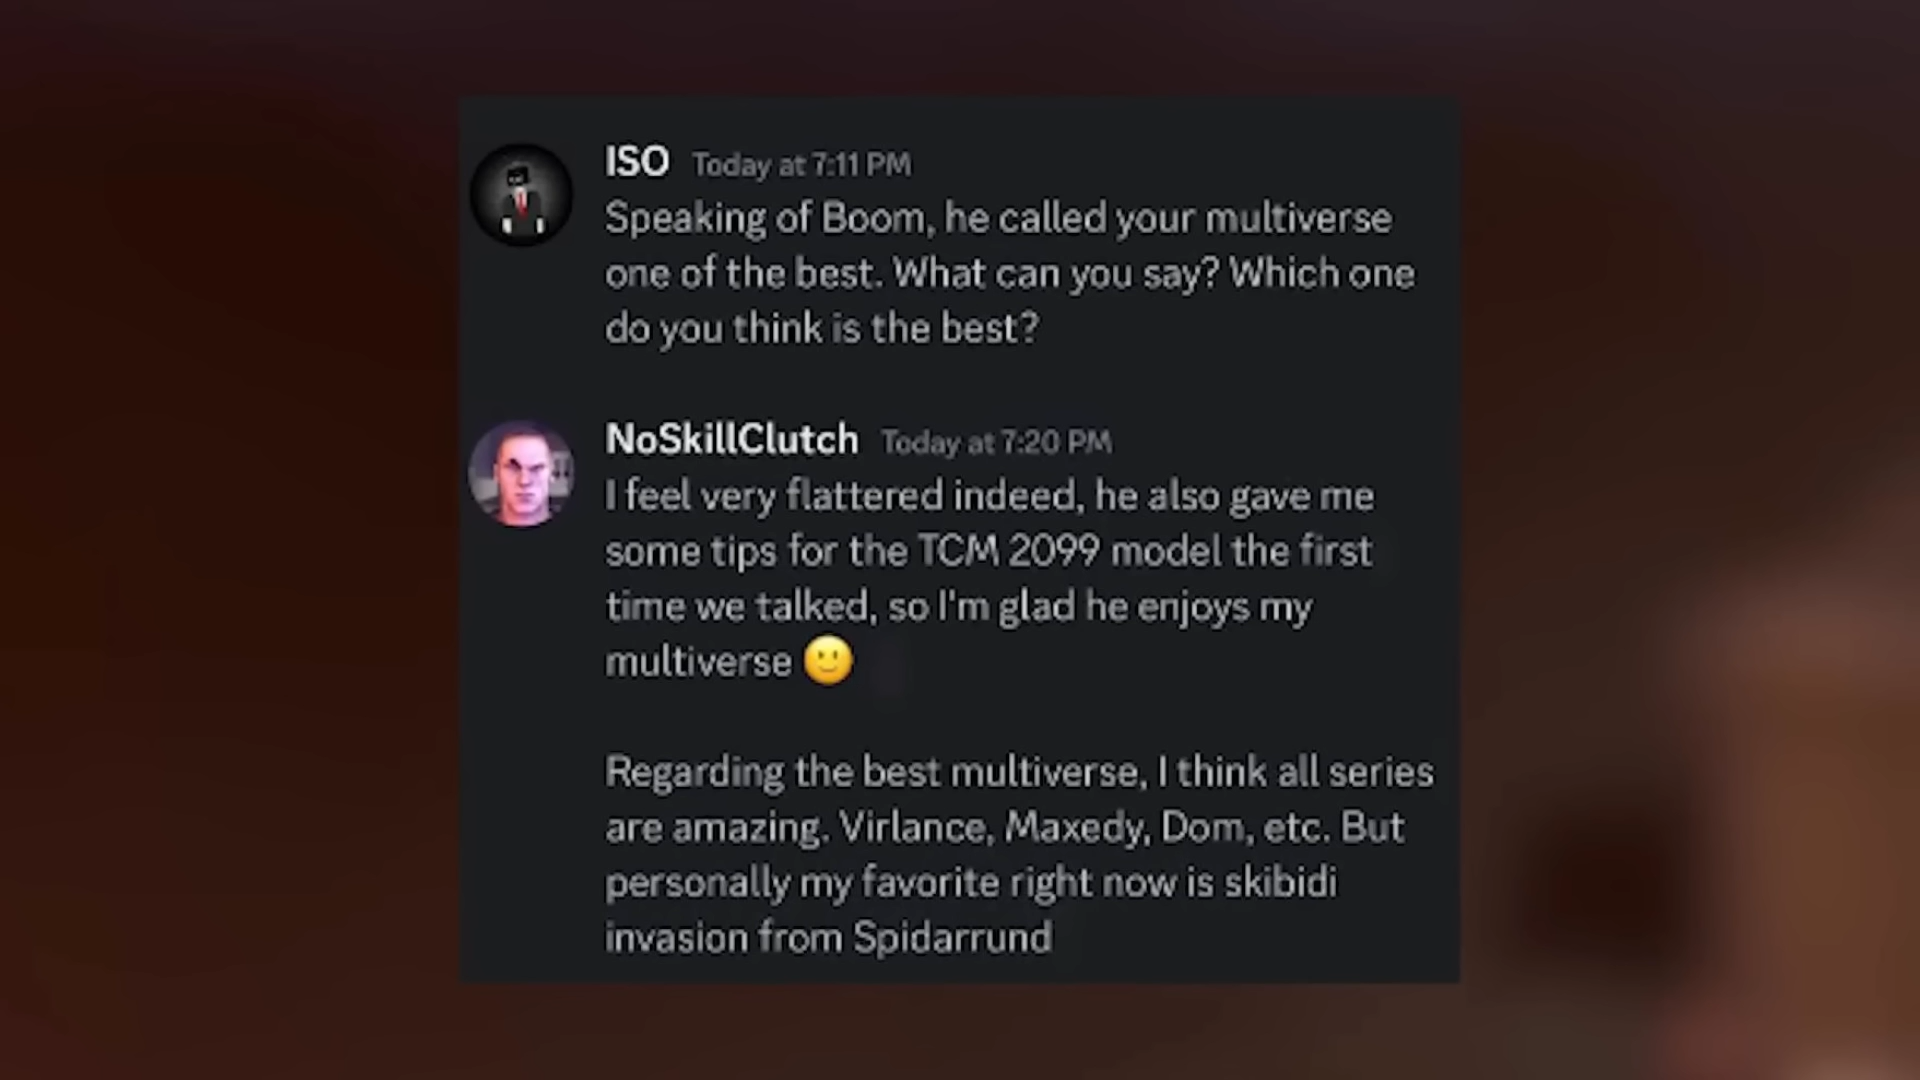 ISO Today at 7:11 PM
Speaking of Boom, he called your multiverse
one of the best. What can you say? Which one
do you think is the best?
NoSkillClutch Today at 7:20 PM
I feel very flattered indeed, he also gave me
some tips for the TCM 2099 model the first
time we talked, so I'm glad he enjoys my
multiverse 🙂
Regarding the best multiverse, I think all series
are amazing. Virlance, Maxedy, Dom, etc. But
personally my favorite right now is skibidi
invasion from Spidarrund